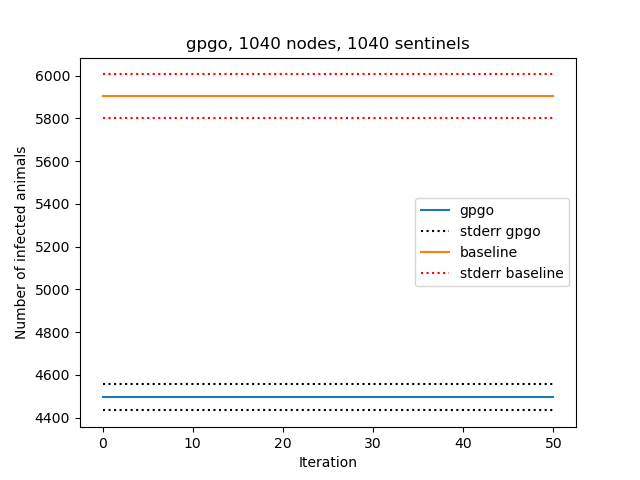 gpgo, 1040 nodes, 1040 sentinels
6000
5800
5600
5400
5200
5000
4800
4600
4400
Number of infected animals
gpgo
stderr gpgo
baseline
stderr baseline
0 10 20 30 40 50
Iteration